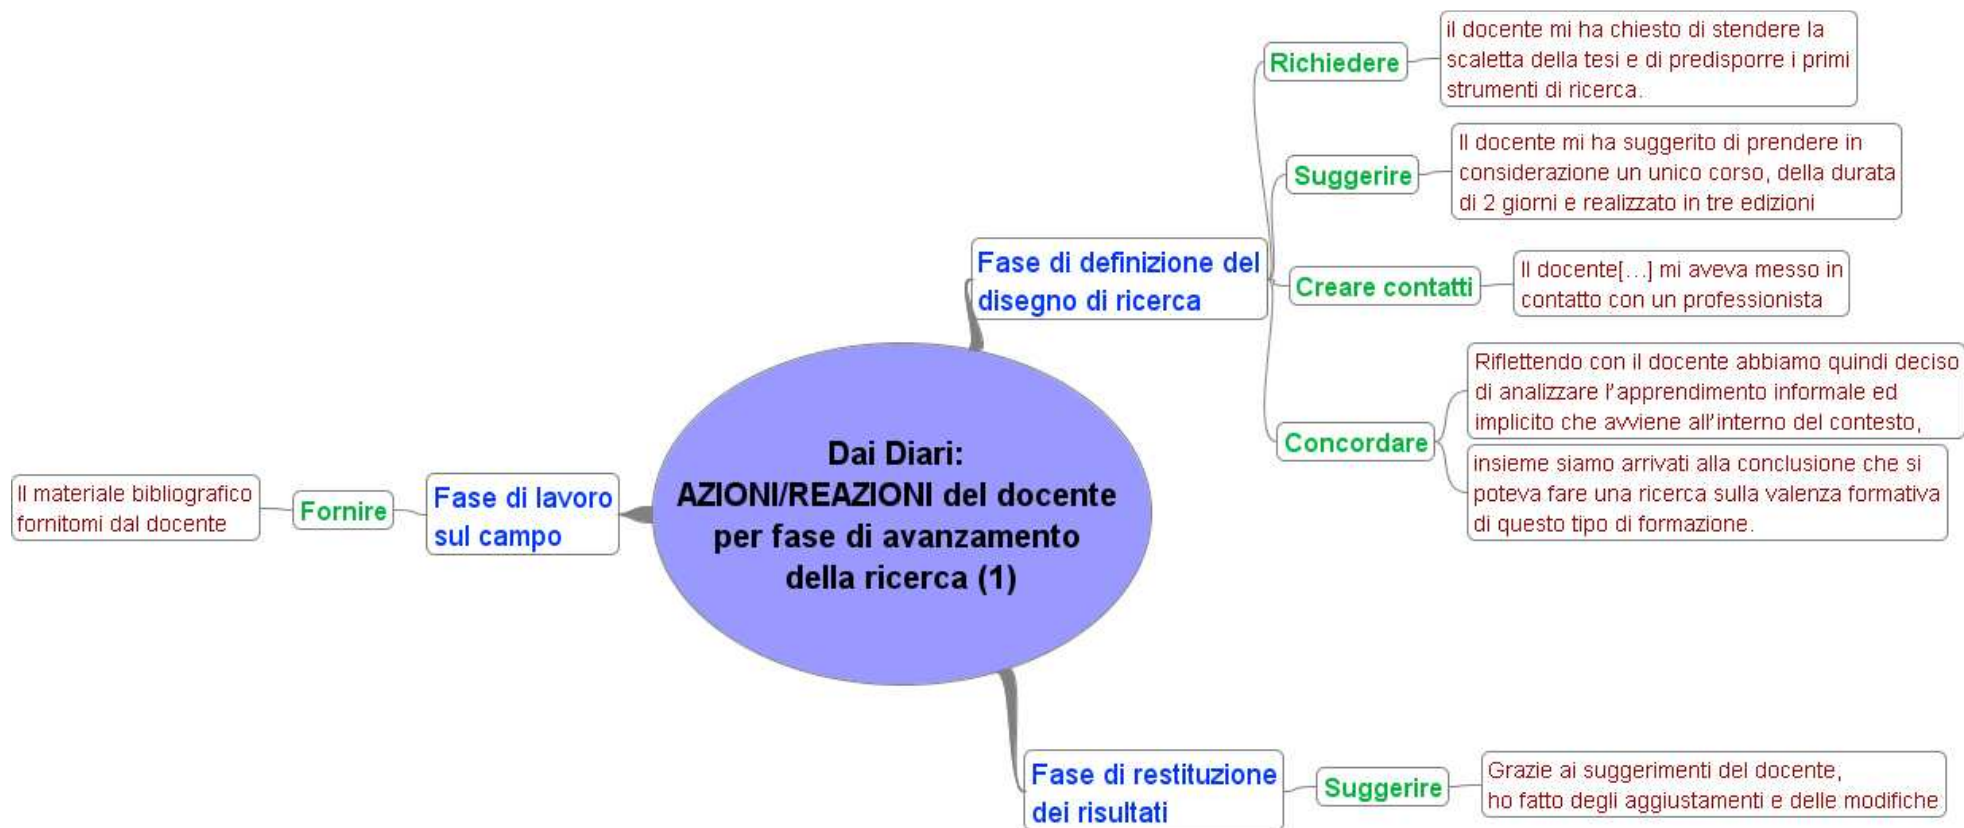 Dai Diari:
AZIONI/REAZIONI del docente
per fase di avanzamento
della ricerca (1)
Fase di definizione del
disegno di ricerca
Richiedere
il docente mi ha chiesto di stendere la
scaletta della tesi e di predisporre i primi
strumenti di ricerca.
Suggerire
Il docente mi ha suggerito di prendere in
considerazione un unico corso, della durata
di 2 giorni e realizzato in tre edizioni
Creare contatti
Il docente[...] mi aveva messo in
contatto con un professionista
Concordare
Riflettendo con il docente abbiamo quindi deciso
di analizzare l'apprendimento informale ed
implicito che avviene all'interno del contesto,
insieme siamo arrivati alla conclusione che si
poteva fare una ricerca sulla valenza formativa
di questo tipo di formazione.
Fase di lavoro
sul campo
Fornire
Il materiale bibliografico
fornitomi dal docente
Fase di restituzione
dei risultati
Suggerire
Grazie ai suggerimenti del docente,
ho fatto degli aggiustamenti e delle modifiche